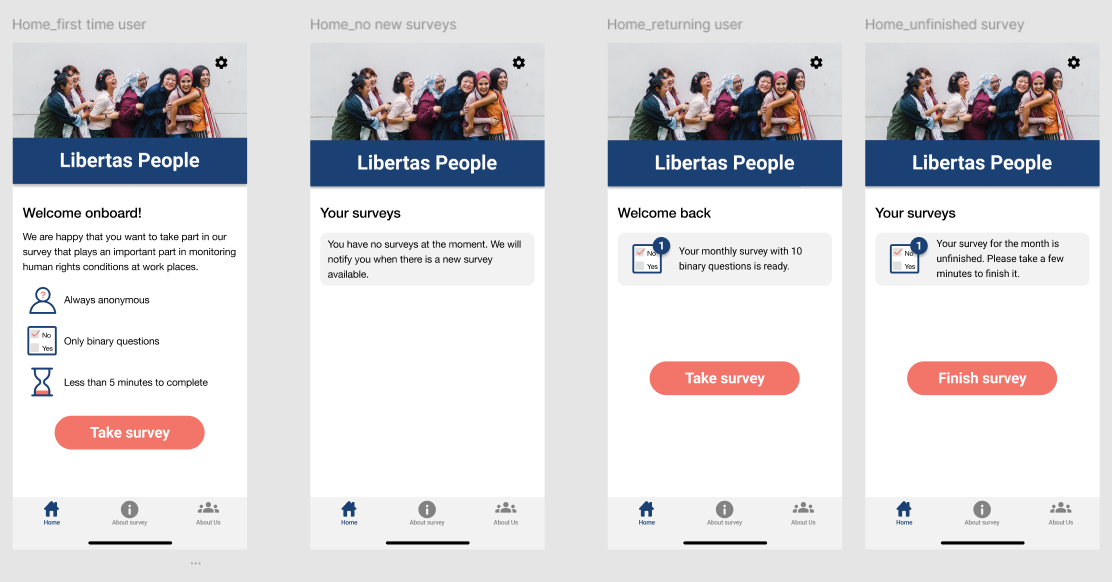 Home_first time user
Libertas People
Welcome onboard!
We are happy that you want to take part in our
survey that plays an important part in monitoring
human rights conditions at work places.
?
Always anonymous
No
Yes
Only binary questions
Less than 5 minutes to complete
Take survey
Home
About survey
About Us
...
Home_no new surveys
Libertas People
Your surveys
You have no surveys at the moment. We will
notify you when there is a new survey
available.
Home
About survey
About Us
Home_returning user
Libertas People
Welcome back
1
No
Yes
Your monthly survey with 10
binary questions is ready.
Take survey
Home
About survey
About Us
Home_unfinished survey
Libertas People
Your surveys
1
No
Yes
Your survey for the month is
unfinished. Please take a few
minutes to finish it.
Finish survey
Home
About survey
About Us